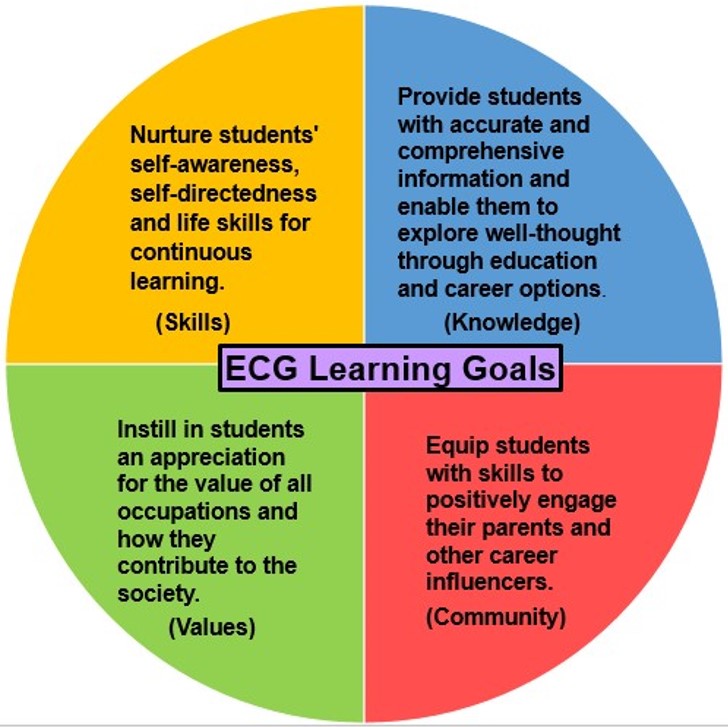 Nurture students'
self-awareness,
self-directedness
and life skills for
continuous
learning.
(Skills)
Provide students
with accurate and
comprehensive
information and
enable them to
explore well-thought
through education
and career options.
(Knowledge)
ECG Learning Goals
Instill in students
an appreciation
for the value of all
occupations and
how they
contribute to the
society.
(Values)
Equip students
with skills to
positively engage
their parents and
other career
influencers.
(Community)